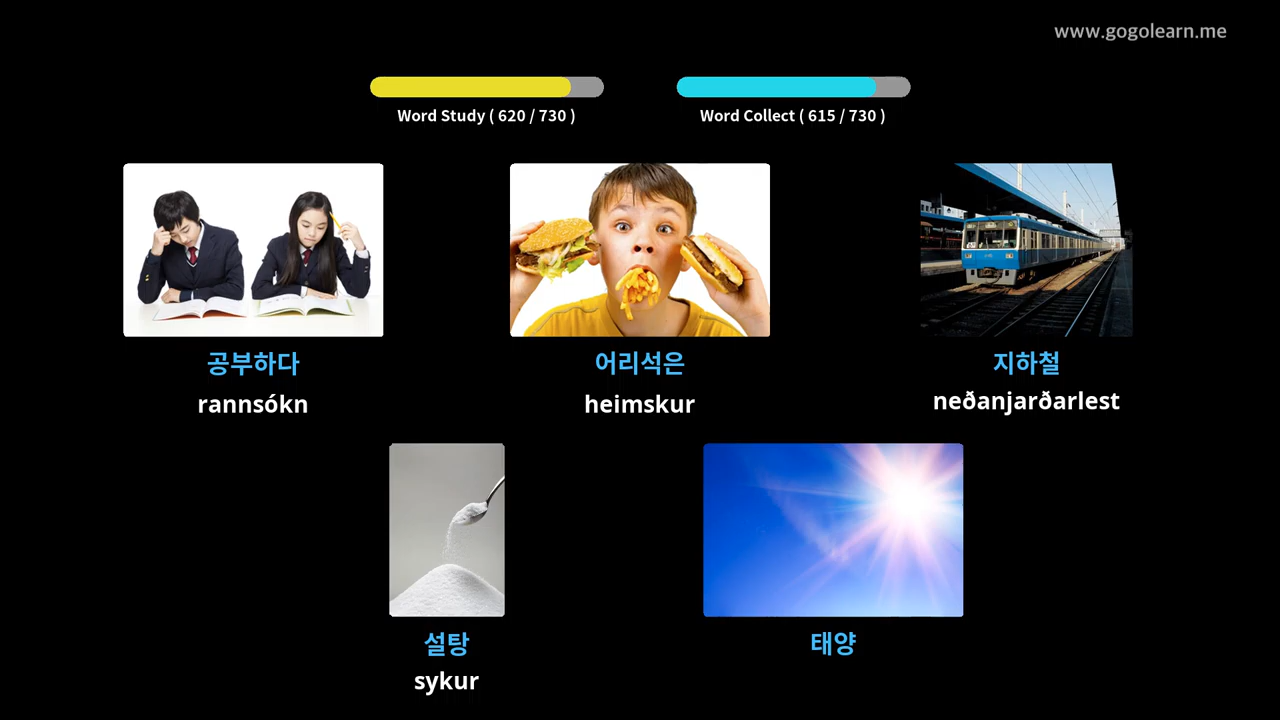 www.gogolearn.me
Word Study ( 620 / 730 )
Word Collect ( 615 / 730 )
공부하다
rannsókn
어리석은
heimskur
지하철
neðanjarðarlest
설탕
sykur
태양